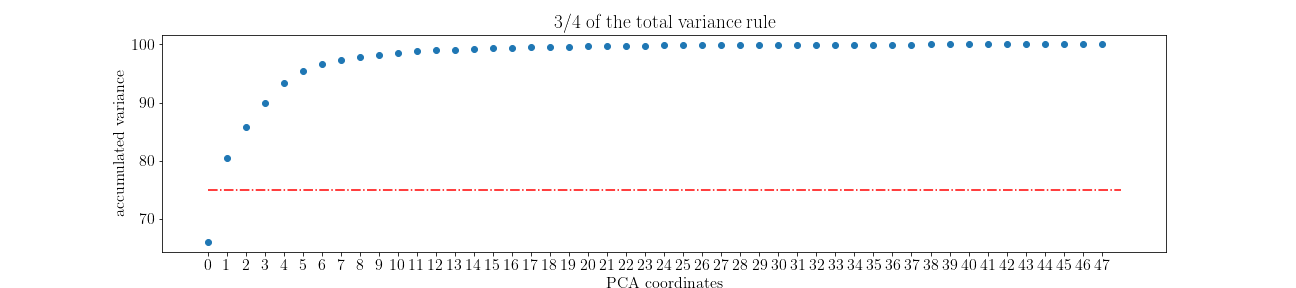 3/4 of the total variance rule
100
90
80
70
accumulated variance
0 1 2 3 4 5 6 7 8 9 10 11 12 13 14 15 16 17 18 19 20 21 22 23 24 25 26 27 28 29 30 31 32 33 34 35 36 37 38 39 40 41 42 43 44 45 46 47
PCA coordinates